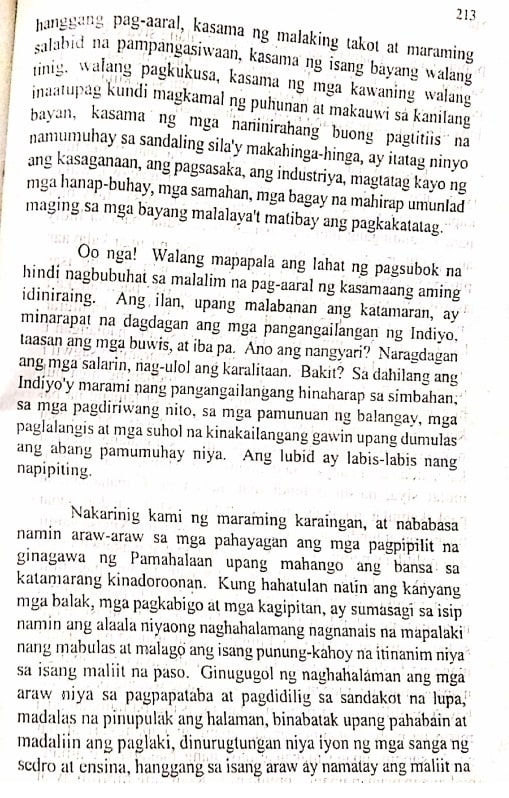 213
hanggang pag-aaral, kasama ng malaking takot at maraming
salabid na pampangasiwaan, kasama ng isang bayang walang
tinig, walang pagkukusa, kasama ng mga kawaning walang
inaatupag kundi magkamal ng puhunan at makauwi sa kanilang
bayan, kasama ng mga naninirahang buong pagtitiis na
namumuhay sa sandaling sila'y makahinga-hinga, ay itatag ninyo
ang kasaganaan, ang pagsasaka, ang industriya, magtatag kayo ng
mga hanap-buhay, mga samahan, mga bagay na mahirap umunlad
maging sa mga bayang malalaya't matibay ang pagkakatatag.
Oo nga! Walang mapapala ang lahat ng pagsubok na
hindi nagbubuhat sa malalim na pag-aaral ng kasamaang aming
idiniraing. Ang ilan, upang malabanan ang katamaran, ay
minarapat na dagdagan ang mga pangangailangan ng Indiyo,
taasan ang mga buwis, at iba pa. Ano ang nangyari? Naragdagan
ang mga salarin, nag-ulol ang karalitaan. Bakit? Sa dahilang ang
Indiyo'y marami nang pangangailangang hinaharap sa simbahan,
sa mga pagdiriwang nito, sa mga pamunuan ng balangay, mga
paglalangis at mga suhol na kinakailangang gawin upang dumulas
ang abang pamumuhay niya. Ang lubid ay labis-labis nang
napipiting.
Nakarinig kami ng maraming karaingan, at nababasa
namin araw-araw sa mga pahayagan ang mga pagpipilit na
ginagawa ng Pamahalaan upang mahango ang bansa sa
katamarang kinadoroonan. Kung hahatulan natin ang kanyang
mga balak, mga pagkabigo at mga kagipitan, ay sumasagi sa isip
namin ang alaala niyaong naghahalamang nagnanais na mapalaki
nang mabulas at malago ang isang punung-kahoy na itinanim niya
sa isang maliit na paso. Ginugugol ng naghahalaman ang mga
araw niya sa pagpapataba at pagdidilig sa sandakot na lupa,
madalas na pinupulak ang halaman, binabatak upang pahabain at
madaliin ang paglaki, dinurugtungan niya iyon ng mga sanga ng
sedro at ensina, hanggang sa isang araw ay namatay ang maliit na